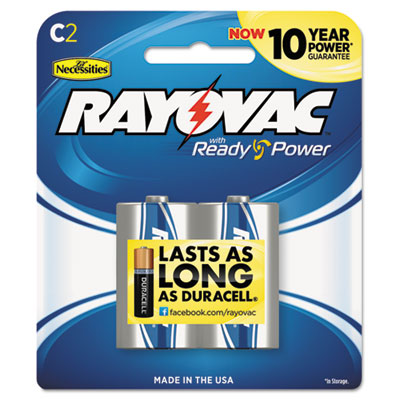 C2
Necessities
NOW 10 YEAR
POWER*
GUARANTEE
RAYOVAC™
with
Ready Power
DURACELL
LASTS AS
LONG
AS DURACELL®
facebook.com/rayovac
MADE IN THE USA
*In Storage.